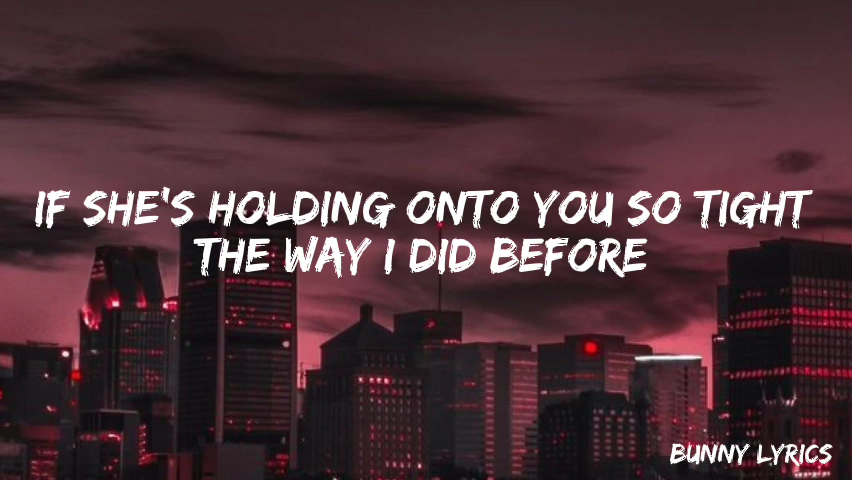 IF SHE'S HOLDING ONTO YOU SO TIGHT
THE WAY I DID BEFORE
BUNNY LYRICS